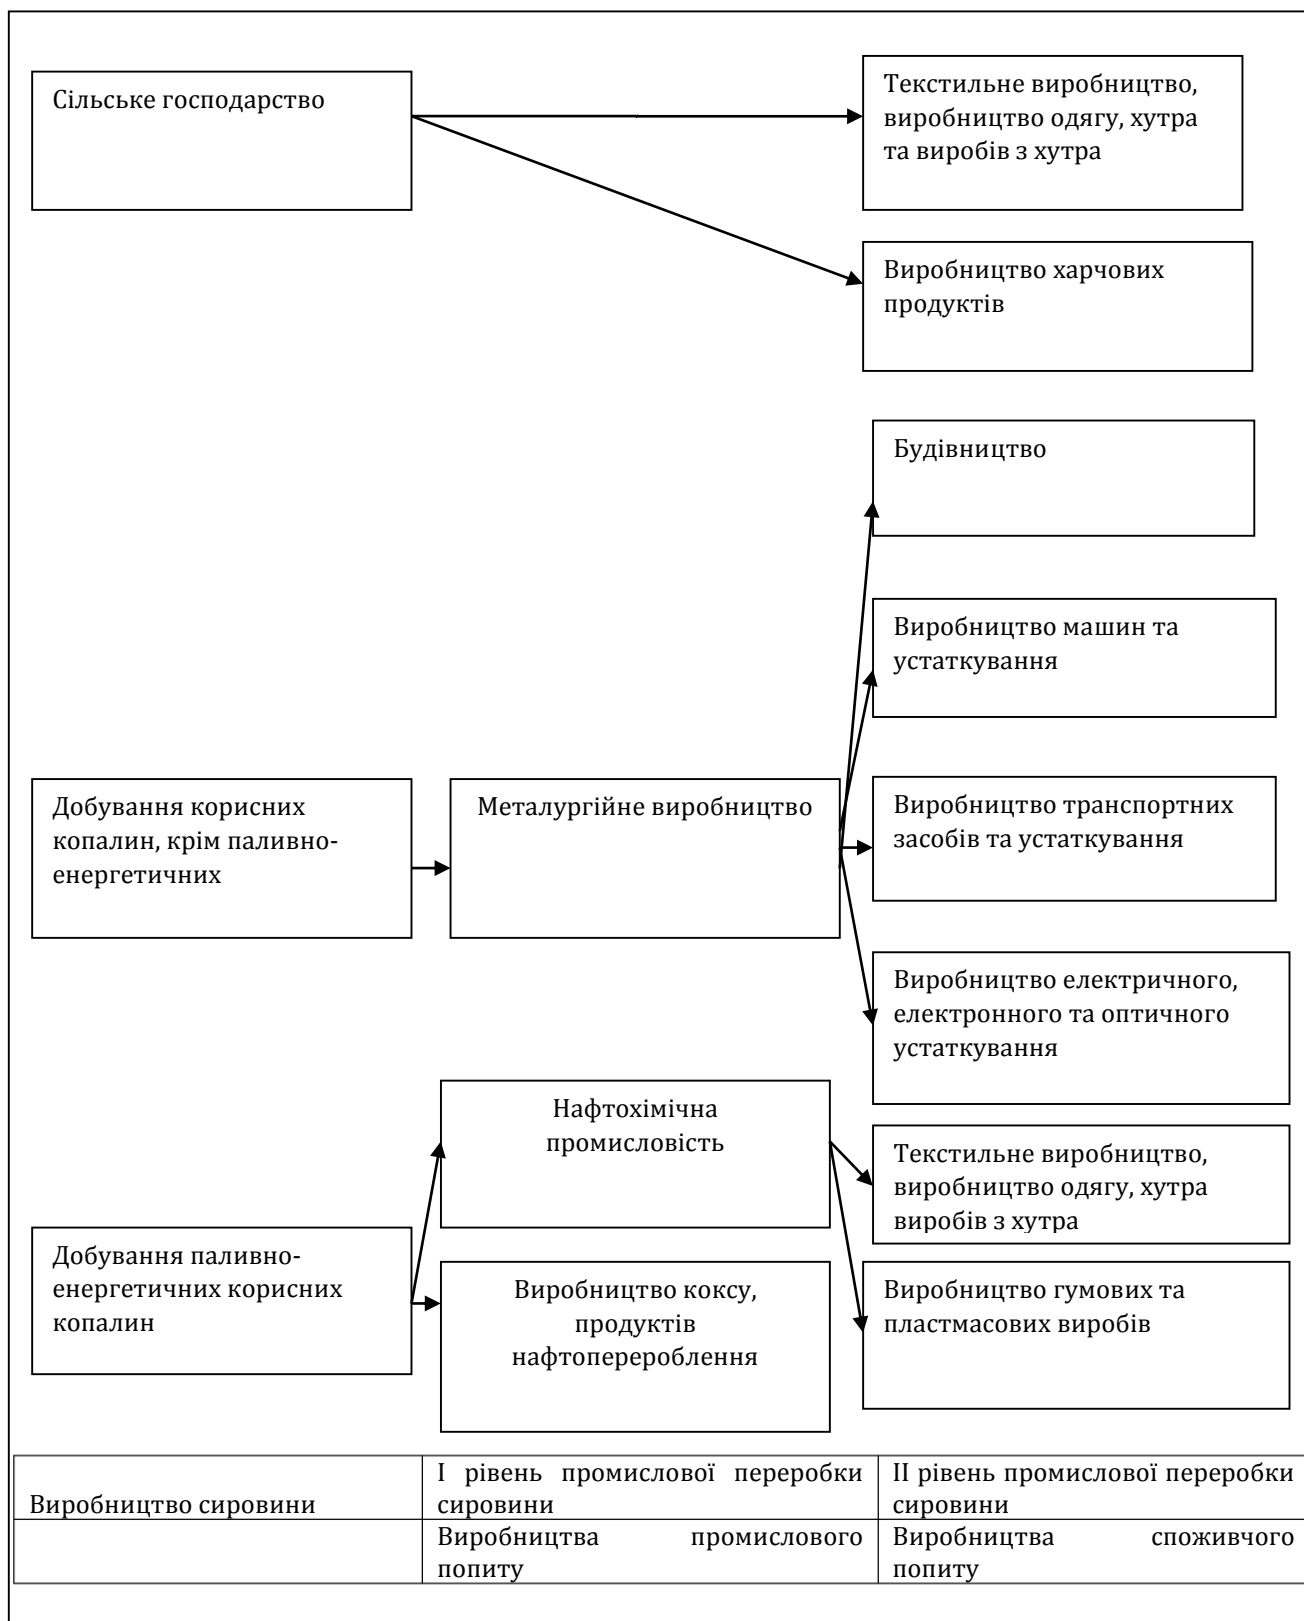 Сільське господарство
Текстильне виробництво,
виробництво одягу, хутра
та виробів з хутра
Виробництво харчових
продуктів
Будівництво
Виробництво машин та
устаткування
Добування корисних
копалин, крім паливно-
енергетичних
Металургійне виробництво
Виробництво транспортних
засобів та устаткування
Виробництво електричного,
електронного та оптичного
устаткування
Нафтохімічна
промисловість
Текстильне виробництво,
виробництво одягу, хутра
виробів з хутра
Добування паливно-
енергетичних корисних
копалин
Виробництво коксу,
продуктів
нафтоперероблення
Виробництво гумових та
пластмасових виробів
Виробництво сировини
І рівень промислової переробки
сировини
ІІ рівень промислової переробки
сировини
Виробництва промислового
попиту
Виробництва споживчого
попиту